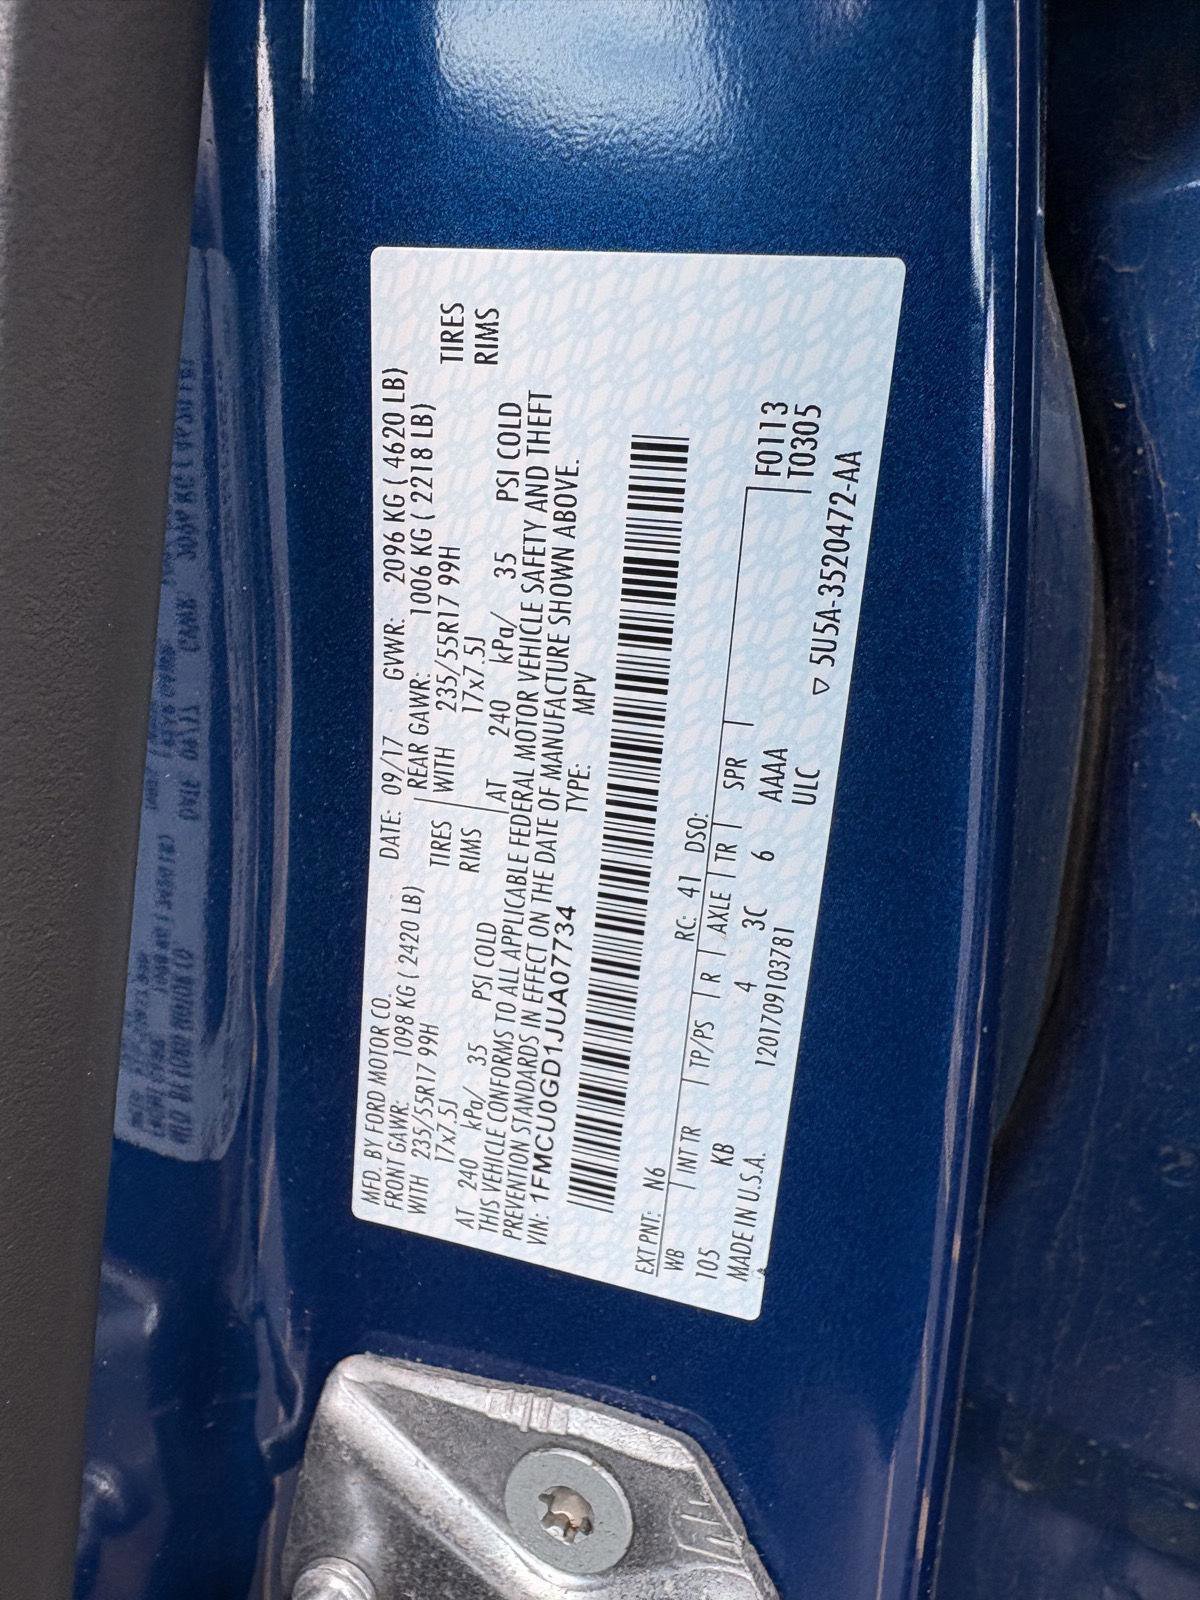 MFD. BY FORD MOTOR CO.
DATE: 09/17 GVWR: 2096 KG ( 4620 LB)
FRONT GAWR: 1098 KG ( 2420 LB)
REAR GAWR: 1006 KG ( 2218 LB)
WITH 235/55R17 99H TIRES
WITH 235/55R17 99H TIRES
17x7.5J RIMS
17x7.5J RIMS
AT 240 kPa/ 35 PSI COLD
AT 240 kPa/ 35 PSI COLD
THIS VEHICLE CONFORMS TO ALL APPLICABLE FEDERAL MOTOR VEHICLE SAFETY AND THEFT
PREVENTION STANDARDS IN EFFECT ON THE DATE OF MANUFACTURE SHOWN ABOVE.
VIN: 1FMCU0GD1JUA07734
TYPE: MPV
EXT PNT: N6 RC: 41 DSO:
WB INT TR TP/PS R AXLE TR SPR
F0113
105 KB 4 3C 6 AAAA
T0305
MADE IN U.S.A. 1201709103781 ULC
▽ 5U5A-3520472-AA